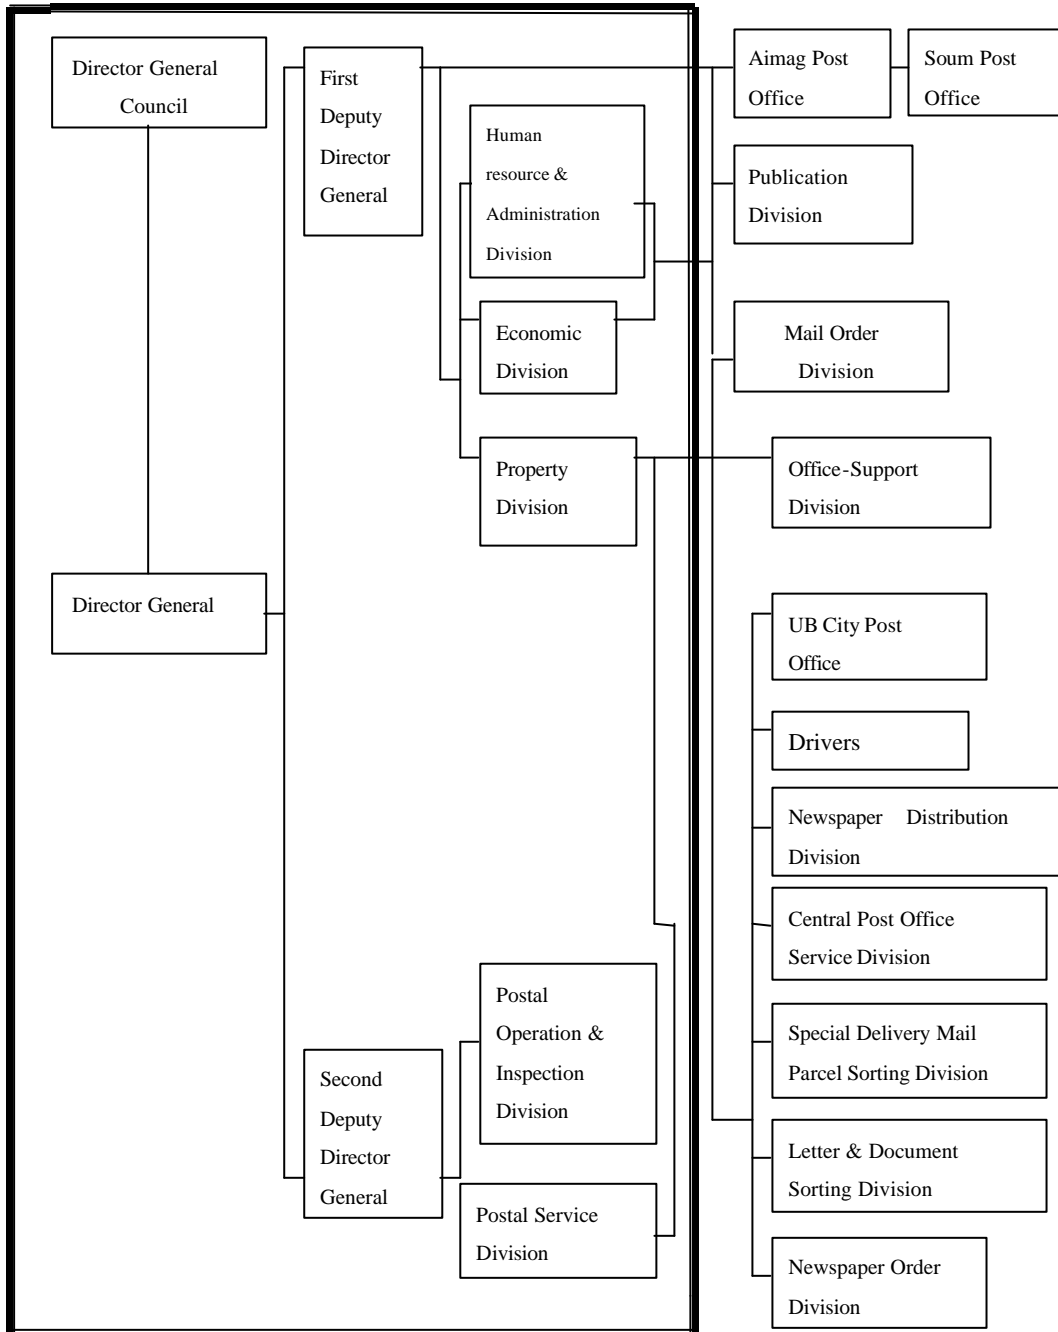 Director General
Council
First
Deputy
Director
General
Human
resource &
Administration
Division
Economic
Division
Property
Division
Director General
Postal
Operation &
Inspection
Division
Second
Deputy
Director
General
Postal Service
Division
Aimag Post
Office
Soum Post
Office
Publication
Division
Mail Order
Division
Office-Support
Division
UB City Post
Office
Drivers
Newspaper Distribution
Division
Central Post Office
Service Division
Special Delivery Mail
Parcel Sorting Division
Letter & Document
Sorting Division
Newspaper Order
Division